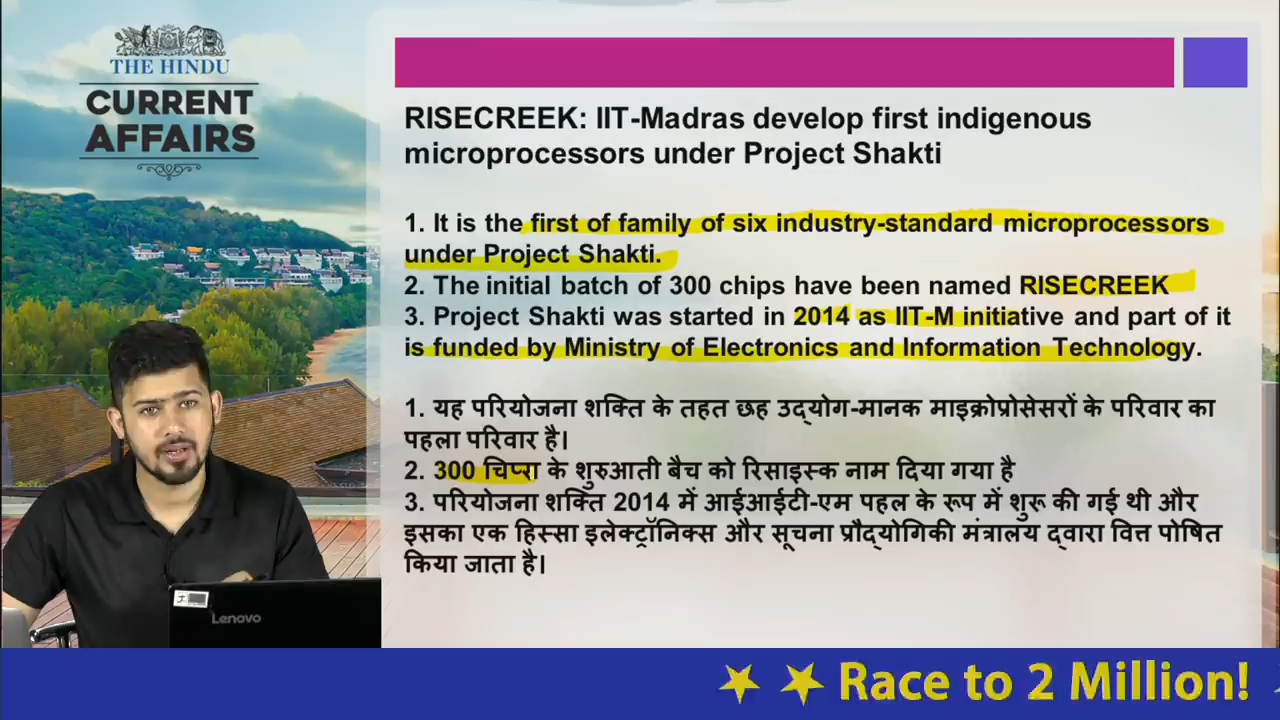 THE HINDU
CURRENT
AFFAIRS
RISECREEK: IIT-Madras develop first indigenous
microprocessors under Project Shakti
1. It is the first of family of six industry-standard microprocessors
under Project Shakti.
2. The initial batch of 300 chips have been named RISECREEK
3. Project Shakti was started in 2014 as IIT-M initiative and part of it
is funded by Ministry of Electronics and Information Technology.
1. यह परियोजना शक्ति के तहत छह उद्योग-मानक माइक्रोप्रोसेसरों के परिवार का
पहला परिवार है।
2. 300 चिप्रा के शुरुआती बैच को रिसाइस्क नाम दिया गया है
3. परियोजना शक्ति 2014 में आईआईटी-एम पहल के रूप में शुरू की गई थी और
इसका एक हिस्सा इलेक्ट्रॉनिक्स और सूचना प्रौद्योगिकी मंत्रालय द्वारा वित्त पोषित
किया जाता है।
Lenovo
Race to 2 Million!